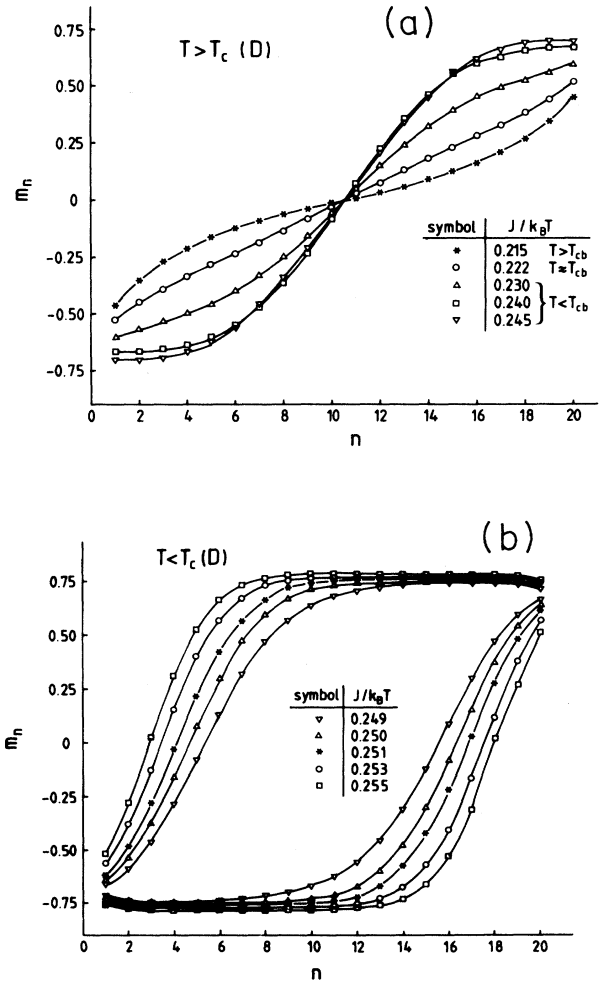 (a)
T>Tc (D)
0.75
0.50
0.25
0
-0.25
-0.50
-0.75
mn
symbol J/kBT
* 0.215 T>Tcb
○ 0.222 T≈Tcb
△ 0.230
□ 0.240 } T<Tcb
▽ 0.245
0 2 4 6 8 10 12 14 16 18 20
n
(b)
T<Tc(D)
0.75
0.50
0.25
0
-0.25
-0.50
-0.75
mn
symbol J/kBT
▽ 0.249
△ 0.250
* 0.251
○ 0.253
□ 0.255
0 2 4 6 8 10 12 14 16 18 20
n